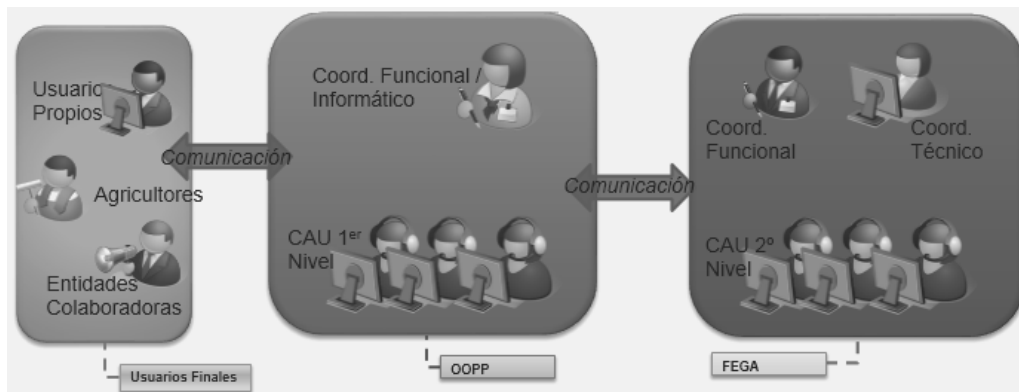 Usuario
Propios
Agricultores
Entidades
Colaboradoras
Comunicación
Coord. Funcional /
Informático
CAU 1er
Nivel
Comunicación
Coord.
Funcional
Coord.
Técnico
CAU 2º
Nivel
Usuarios Finales
OOPP
FEGA